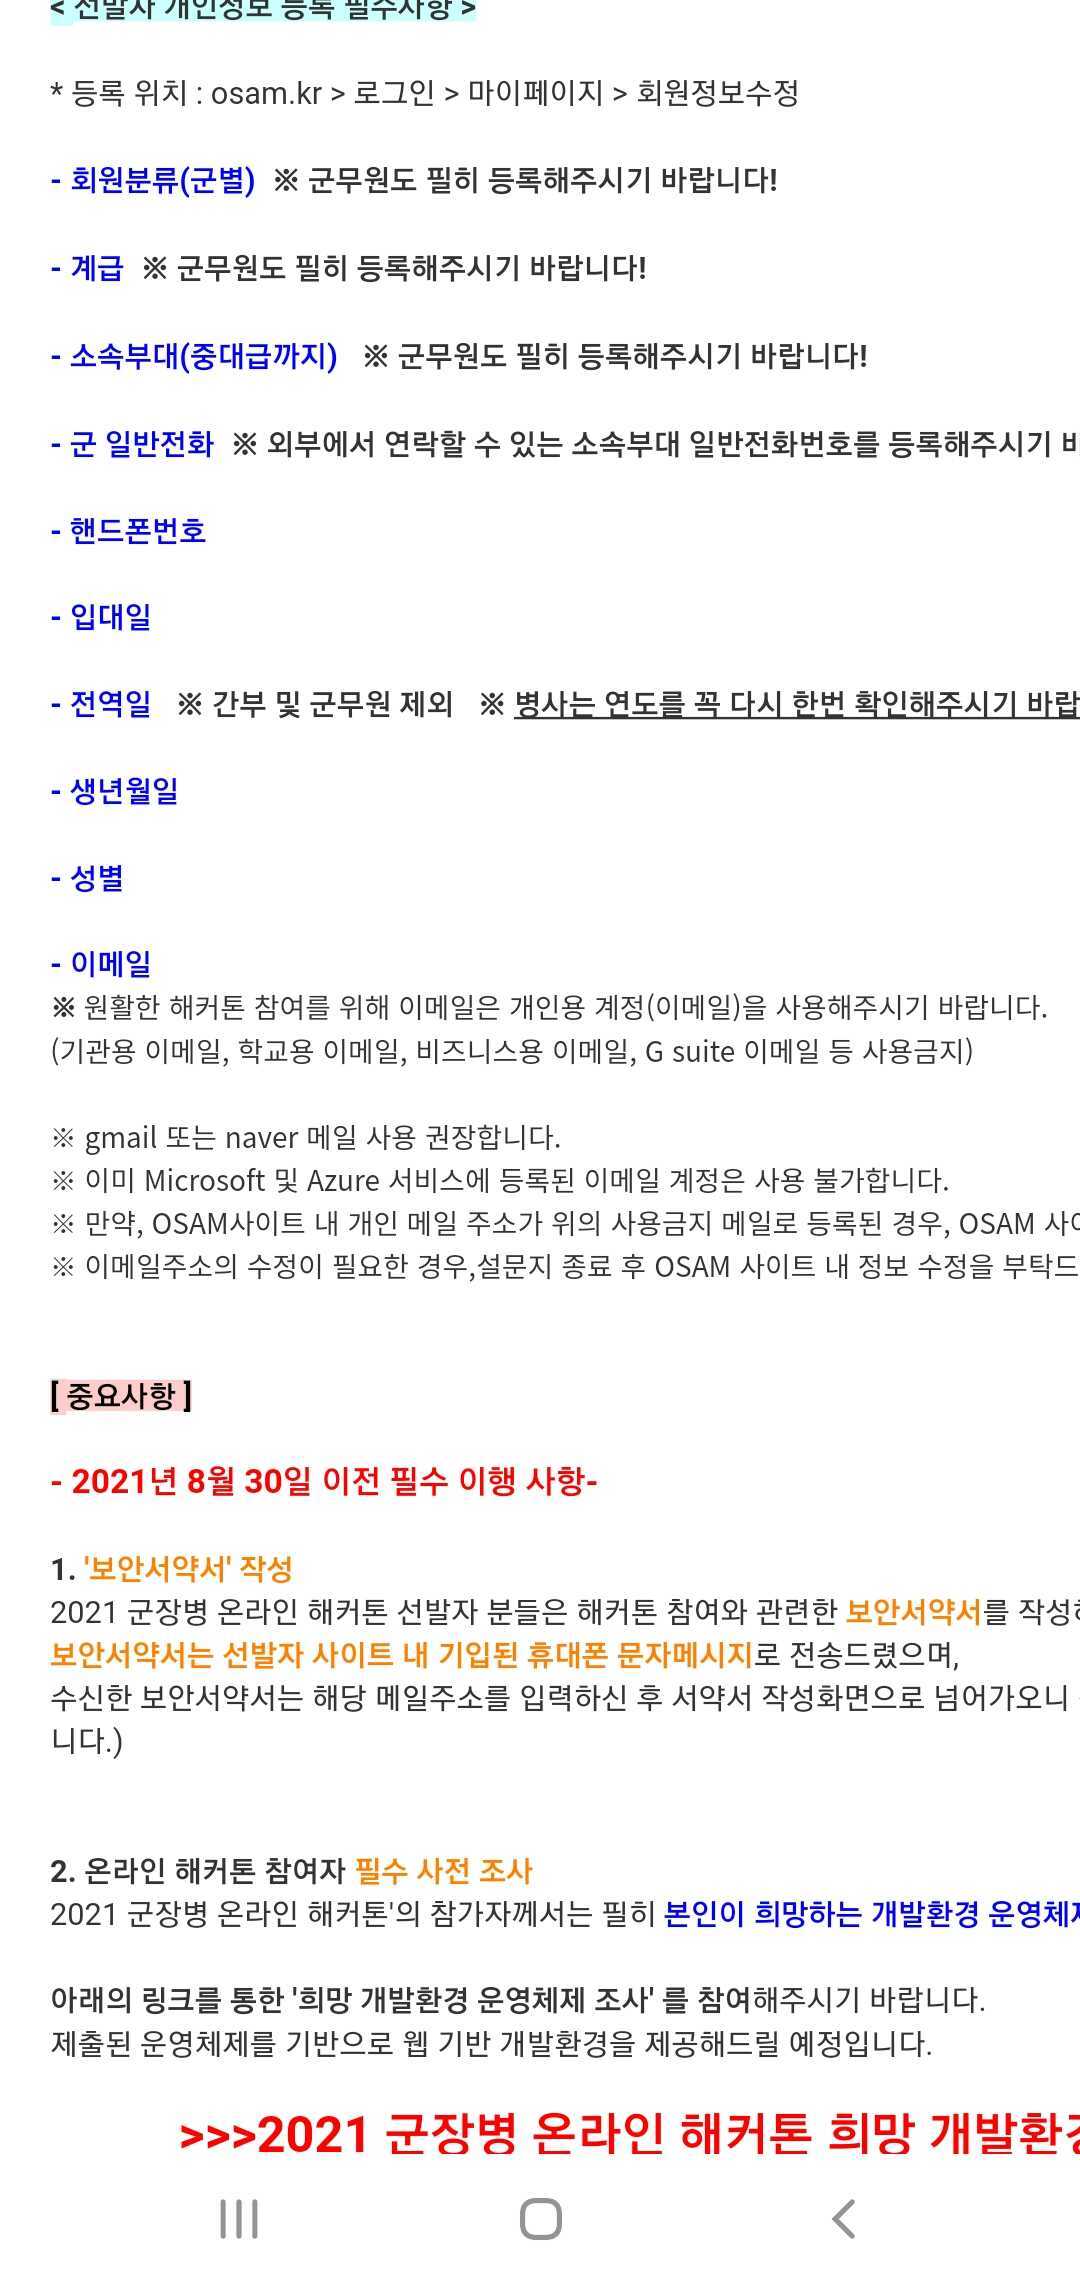 < 선발자 개인정보 등록 필수사항 >
* 등록 위치 : osam.kr > 로그인 > 마이페이지 > 회원정보수정
- 회원분류(군별) ※ 군무원도 필히 등록해주시기 바랍니다!
- 계급 ※ 군무원도 필히 등록해주시기 바랍니다!
- 소속부대(중대급까지) ※ 군무원도 필히 등록해주시기 바랍니다!
- 군 일반전화 ※ 외부에서 연락할 수 있는 소속부대 일반전화번호를 등록해주시기
- 핸드폰번호
- 입대일
- 전역일 ※ 간부 및 군무원 제외 ※ 병사는 연도를 꼭 다시 한번 확인해주시기 바랍
- 생년월일
- 성별
- 이메일
※ 원활한 해커톤 참여를 위해 이메일은 개인용 계정(이메일)을 사용해주시기 바랍니다.
(기관용 이메일, 학교용 이메일, 비즈니스용 이메일, G suite 이메일 등 사용금지)
※ gmail 또는 naver 메일 사용 권장합니다.
※ 이미 Microsoft 및 Azure 서비스에 등록된 이메일 계정은 사용 불가합니다.
※ 만약, OSAM사이트 내 개인 메일 주소가 위의 사용금지 메일로 등록된 경우, OSAM 사이
※ 이메일주소의 수정이 필요한 경우,설문지 종료 후 OSAM 사이트 내 정보 수정을 부탁드
[ 중요사항 ]
- 2021년 8월 30일 이전 필수 이행 사항-
1. '보안서약서' 작성
2021 군장병 온라인 해커톤 선발자 분들은 해커톤 참여와 관련한 보안서약서를 작성하
보안서약서는 선발자 사이트 내 기입된 휴대폰 문자메시지로 전송드렸으며,
수신한 보안서약서는 해당 메일주소를 입력하신 후 서약서 작성화면으로 넘어가오니
니다.)
2. 온라인 해커톤 참여자 필수 사전 조사
2021 군장병 온라인 해커톤'의 참가자께서는 필히 본인이 희망하는 개발환경 운영체제
아래의 링크를 통한 '희망 개발환경 운영체제 조사' 를 참여해주시기 바랍니다.
제출된 운영체제를 기반으로 웹 기반 개발환경을 제공해드릴 예정입니다.
>>>2021 군장병 온라인 해커톤 희망 개발환경